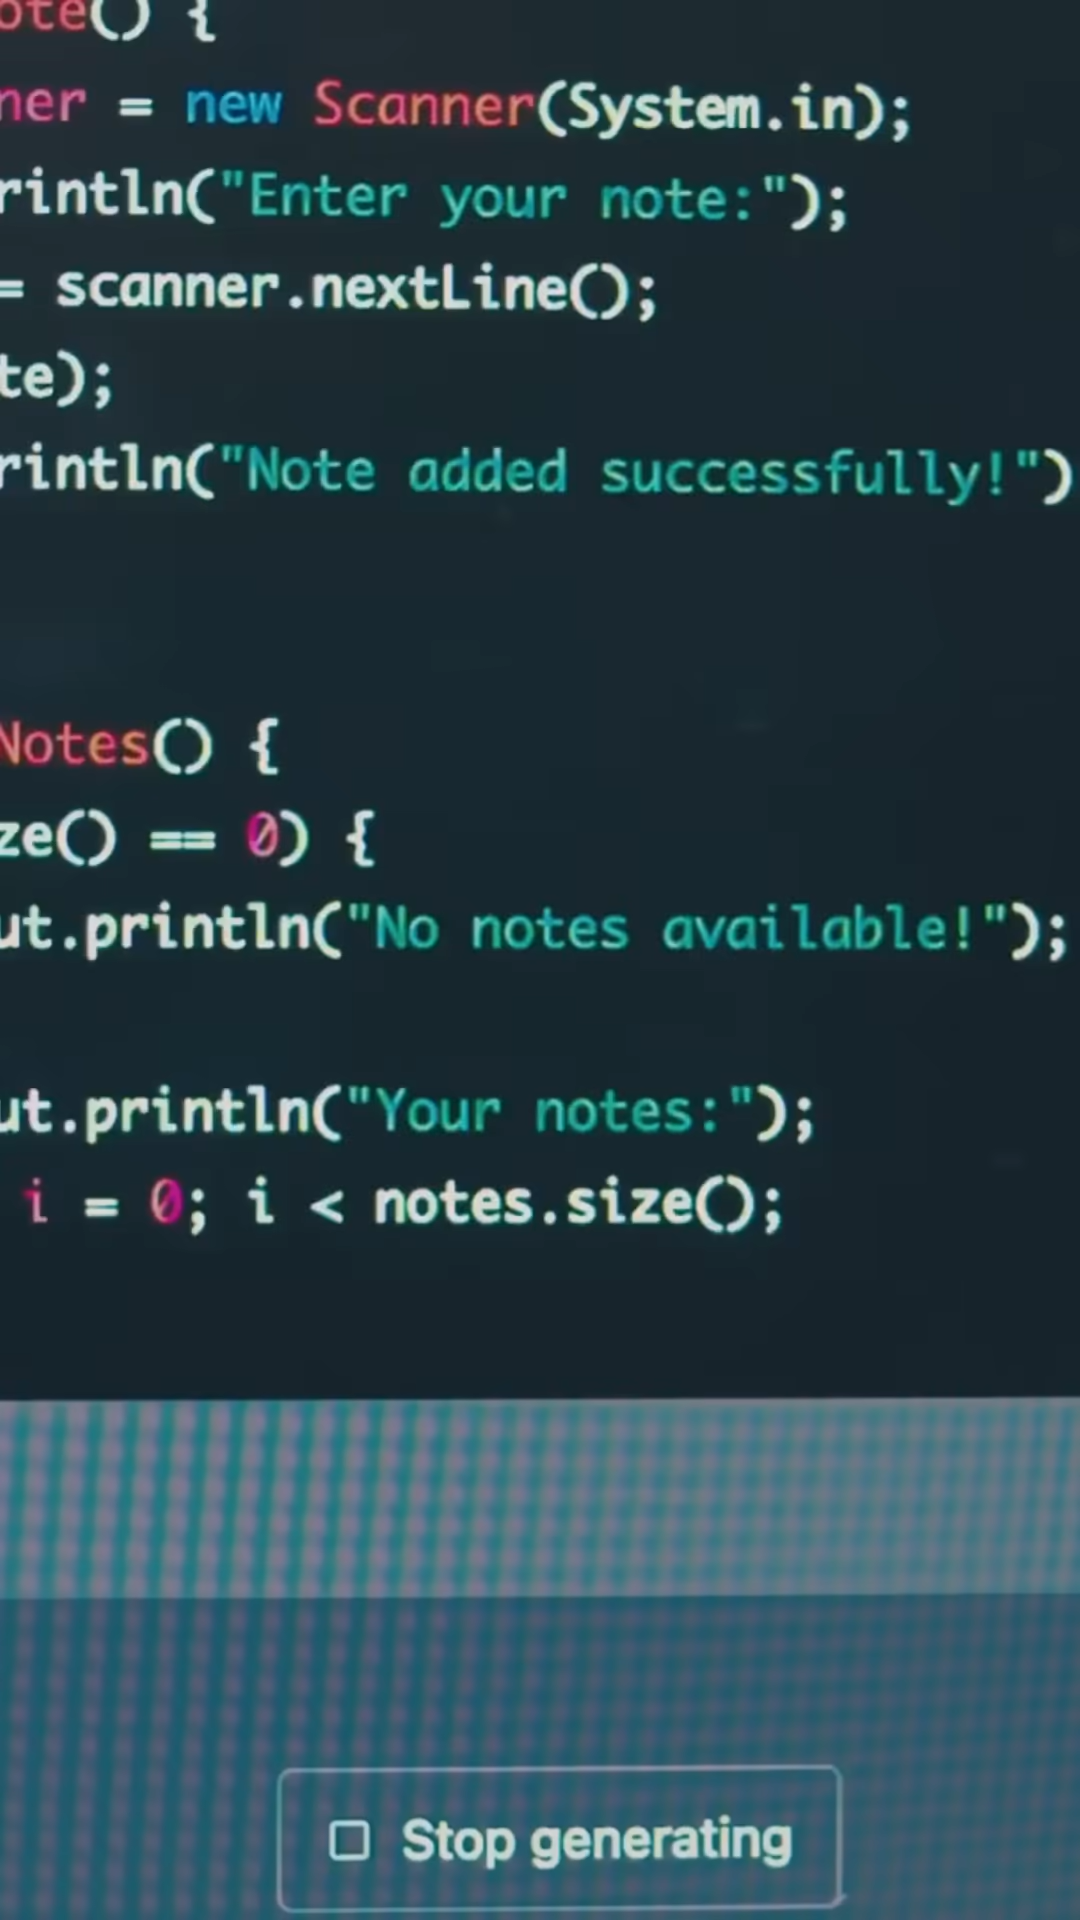 ote() {
ner = new Scanner(System.in);
rintln("Enter your note:");
= scanner.nextLine();
te);
rintln("Note added successfully!")
Notes() {
ze() == 0) {
ut.println("No notes available!");
ut.println("Your notes:");
i = 0; i < notes.size();
Stop generating